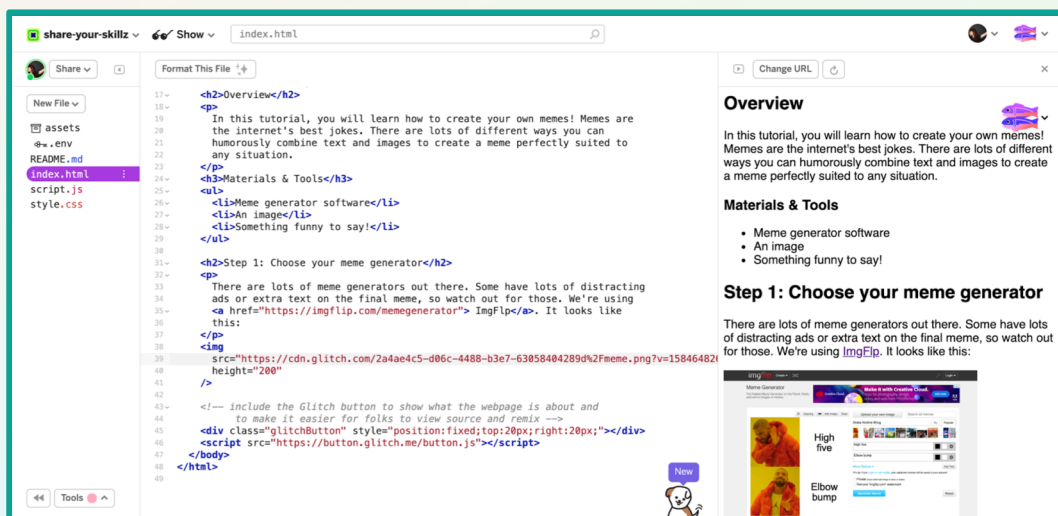 share-your-skillz
Show
index.html
Share
Format This File
Change URL
New File
assets
.env
README.md
index.html
script.js
style.css
Tools
17 <h2>Overview</h2>
18 <p>
19 In this tutorial, you will learn how to create your own memes! Memes are
20 the internet's best jokes. There are lots of different ways you can
21 humorously combine text and images to create a meme perfectly suited to
22 any situation.
23 </p>
24 <h3>Materials & Tools</h3>
25 <ul>
26 <li>Meme generator software</li>
27 <li>An image</li>
28 <li>Something funny to say!</li>
29 </ul>
30
31 <h2>Step 1: Choose your meme generator</h2>
32 <p>
33 There are lots of meme generators out there. Some have lots of distracting
34 ads or extra text on the final meme, so watch out for those. We're using
35 <a href="https://imgflip.com/memegenerator"> ImgFlp</a>. It looks like
36 this:
37 </p>
38 <img
39 src="https://cdn.glitch.com/2a4ae4c5-d06c-4488-b3e7-63058404289d%2Fmeme.png?v=158464826
40 height="200"
41 />
42
43 <!-- include the Glitch button to show what the webpage is about and
44 to make it easier for folks to view source and remix -->
45 <div class="glitchButton" style="position:fixed;top:20px;right:20px;"></div>
46 <script src="https://button.glitch.me/button.js"></script>
47 </body>
48 </html>
49
New
Overview
In this tutorial, you will learn how to create your own memes!
Memes are the internet's best jokes. There are lots of different
ways you can humorously combine text and images to create
a meme perfectly suited to any situation.
Materials & Tools
Meme generator software
An image
Something funny to say!
Step 1: Choose your meme generator
There are lots of meme generators out there. Some have lots
of distracting ads or extra text on the final meme, so watch out
for those. We're using ImgFlp. It looks like this:
imgflip
Meme Generator
Make it with Creative Cloud.
Upload your own image
High
five
High five
Elbow bump
Elbow
bump